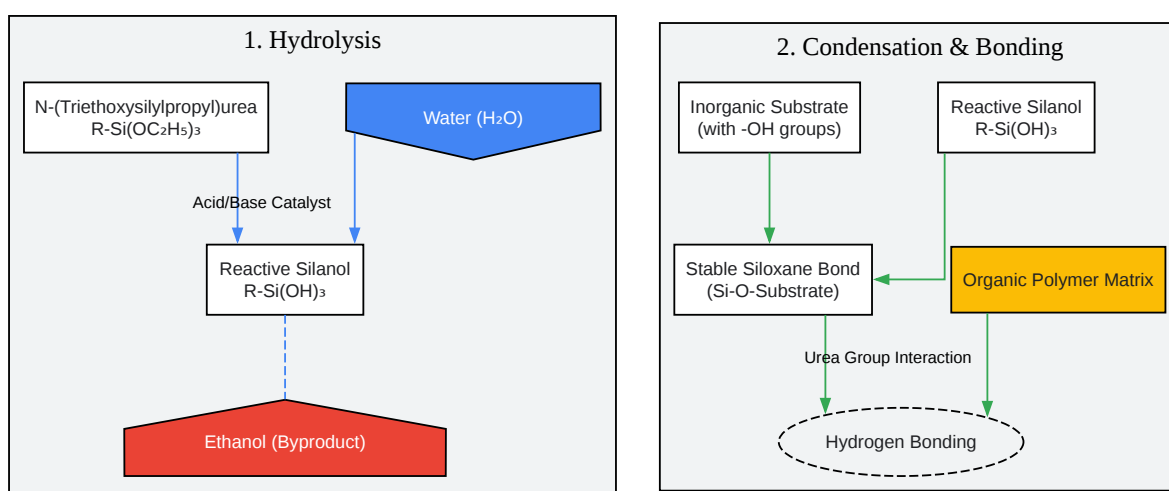 1. Hydrolysis
N-(Triethoxysilylpropyl)urea
R-Si(OC₂H₅)₃
Water (H₂O)
Acid/Base Catalyst
Reactive Silanol
R-Si(OH)₃
Ethanol (Byproduct)
2. Condensation & Bonding
Inorganic Substrate
(with -OH groups)
Reactive Silanol
R-Si(OH)₃
Stable Siloxane Bond
(Si-O-Substrate)
Organic Polymer Matrix
Urea Group Interaction
Hydrogen Bonding